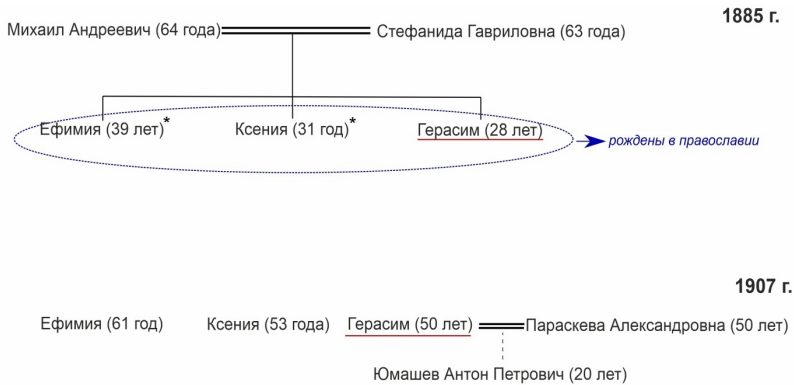 1885 г.
Михаил Андреевич (64 года) Стефанида Гавриловна (63 года)
Ефимия (39 лет)* Ксения (31 год)* Герасим (28 лет)
рождены в православии
1907 г.
Ефимия (61 год) Ксения (53 года) Герасим (50 лет) Параскева Александровна (50 лет)
Юмашев Антон Петрович (20 лет)